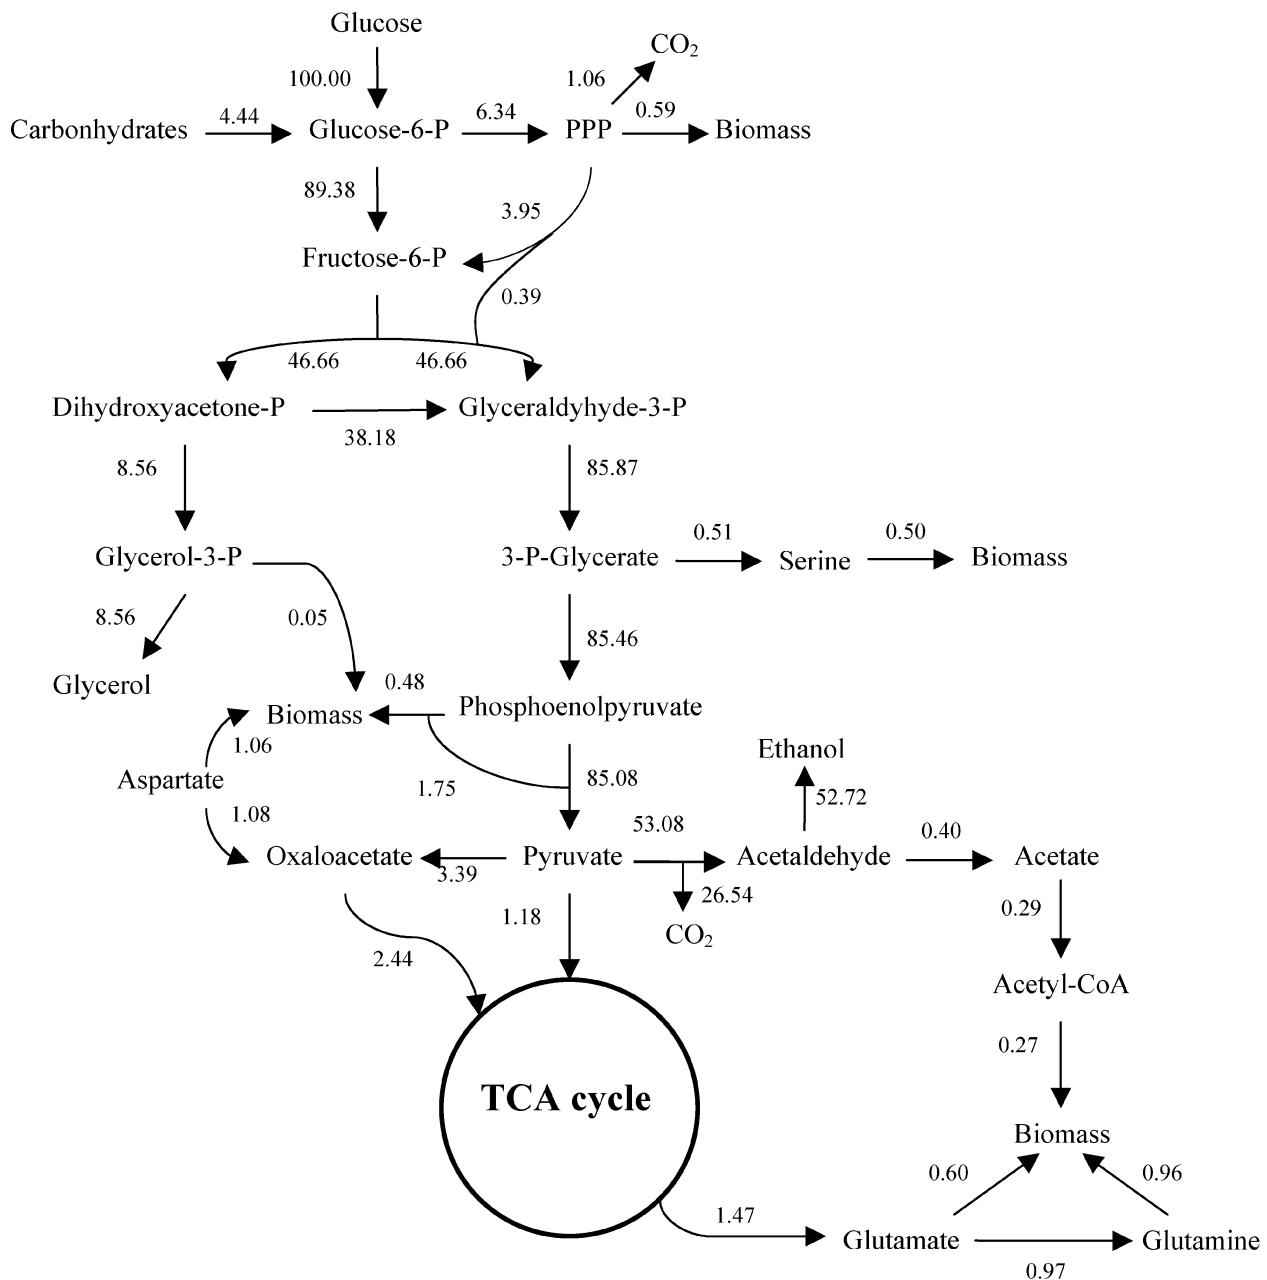 Glucose
CO2
100.00
1.06
Carbonhydrates
4.44
Glucose-6-P
6.34
PPP
0.59
Biomass
89.38
3.95
Fructose-6-P
0.39
46.66
46.66
Dihydroxyacetone-P
Glyceraldyhyde-3-P
38.18
8.56
85.87
Glycerol-3-P
3-P-Glycerate
0.51
Serine
0.50
Biomass
8.56
0.05
85.46
Glycerol
0.48
Biomass
Phosphoenolpyruvate
1.06
Ethanol
Aspartate
1.75
85.08
52.72
1.08
53.08
0.40
Oxaloacetate
3.39
Pyruvate
Acetaldehyde
Acetate
26.54
0.29
1.18
CO2
2.44
Acetyl-CoA
0.27
TCA cycle
Biomass
0.60
0.96
1.47
Glutamate
Glutamine
0.97